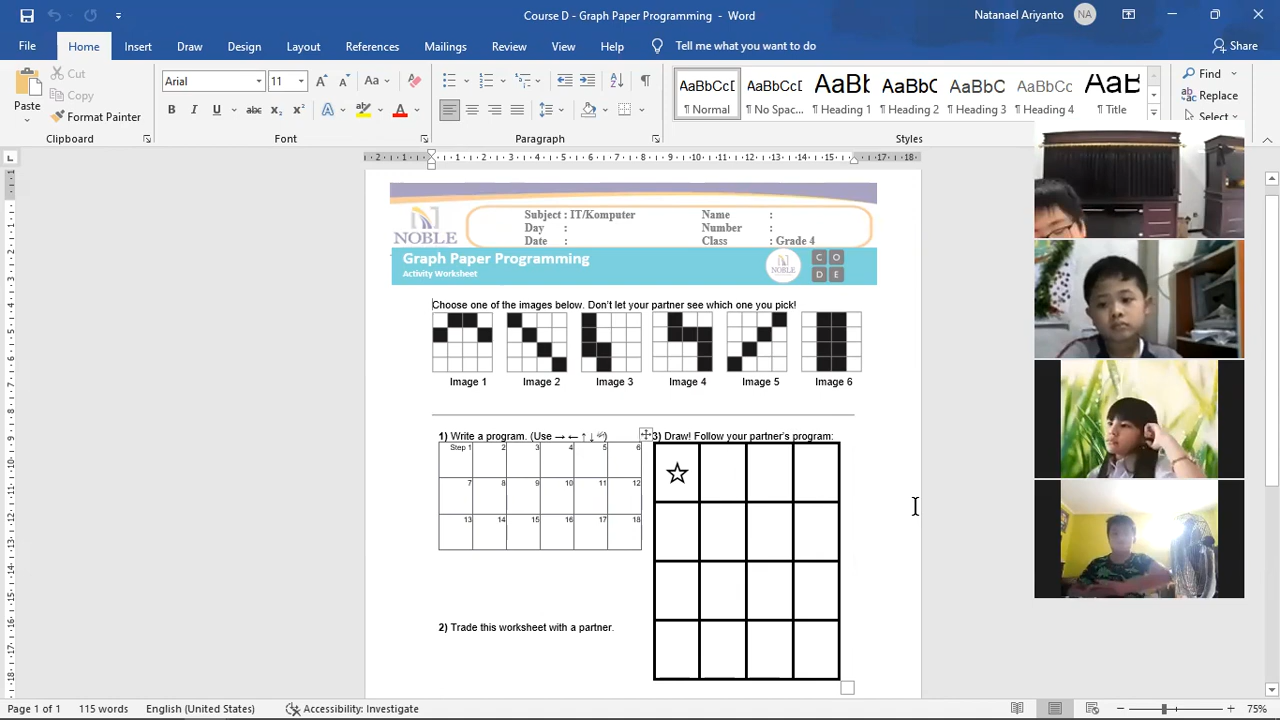 Course D - Graph Paper Programming - Word
Natanael Ariyanto
NA
File Home Insert Draw Design Layout References Mailings Review View Help Tell me what you want to do Share
Paste
Cut
Copy
Format Painter
Clipboard
Arial 11
Font
Paragraph
AaBbCcD AaBbCcD AaBbC AaBbCc AaBbCcD AaBbCcD AaBbC
¶ Normal ¶ No Spac... ¶ Heading 1 ¶ Heading 2 ¶ Heading 3 ¶ Heading 4 ¶ Title
Styles
Find
Replace
Select
Subject : IT/Komputer Name :
Day : Number :
Date : Class : Grade 4
NOBLE
Graph Paper Programming
Activity Worksheet
NOBLE
C O
D E
Choose one of the images below. Don't let your partner see which one you pick!
Image 1 Image 2 Image 3 Image 4 Image 5 Image 6
1) Write a program. (Use → ← ↑ ↓ )
3) Draw! Follow your partner's program:
Step 1 2 3 4 5 6
7 8 9 10 11 12
13 14 15 16 17 18
2) Trade this worksheet with a partner.
Page 1 of 1 115 words English (United States) Accessibility: Investigate 75%